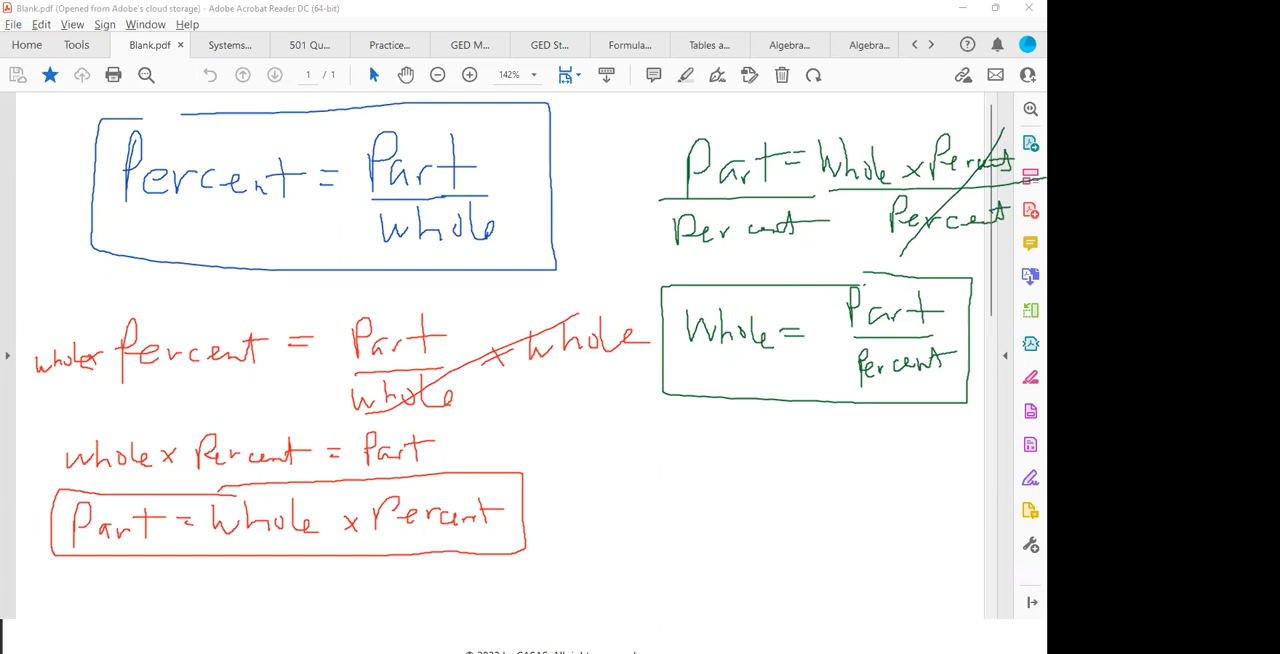 Blank.pdf (Opened from Adobe's cloud storage) - Adobe Acrobat Reader DC (64-bit)
File Edit View Sign Window Help
Home Tools Blank.pdf × Systems... 501 Qu... Practice... GED M... GED St... Formula... Tables a... Algebra... Algebra...
1 / 1 142%
Percent = Part
whole
whole x Percent = Part x whole
whole
whole x Percent = Part
Part = Whole x Percent
Part = Whole x Percent
Percent Percent
Whole = Part
Percent